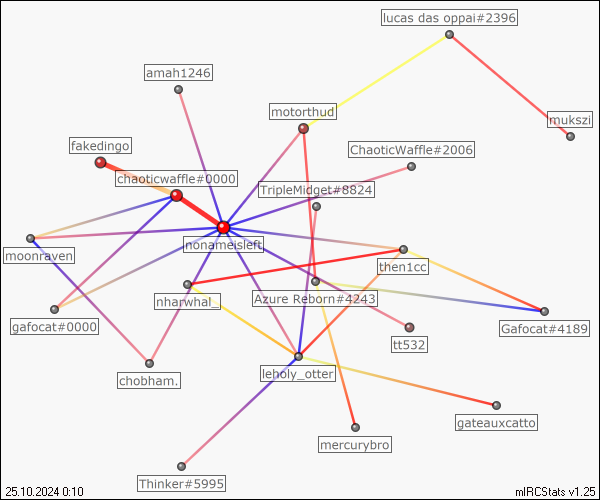 lucas das oppai#2396
amah1246
motorthud
mukszi
fakedingo
ChaoticWaffle#2006
chaoticwaffle#0000
TripleMidget#8824
nonameisleft
moonraven
then1cc
nharwhal_
Azure Reborn#4243
gafocat#0000
Gafocat#4189
tt532
leholy_otter
chobham.
gateauxcatto
mercurybro
Thinker#5995
25.10.2024 0:10
mIRCStats v1.25